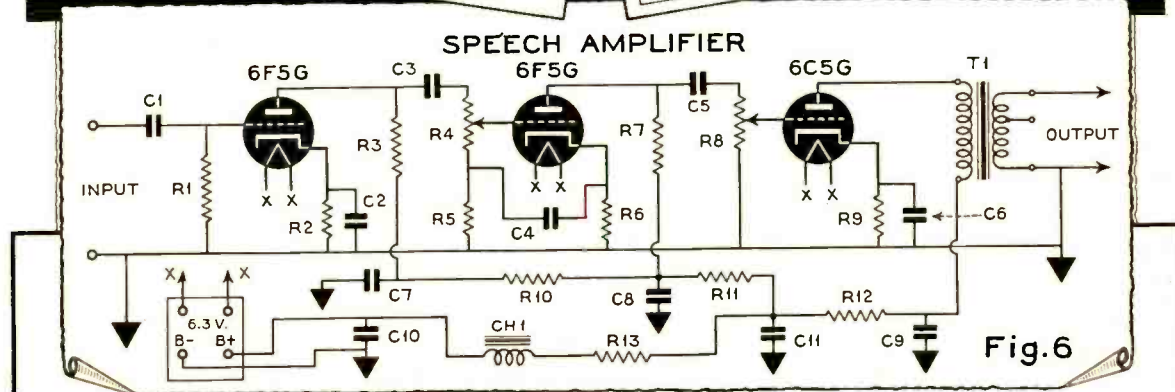 SPEECH AMPLIFIER
6F5G
6F5G
6C5G
T1
C1
C3
C5
R1
R2
C2
R3
R4
R5
C4
R6
R7
R8
R9
C6
INPUT
OUTPUT
X X
X X
X X
X X
6.3 V.
B- B+
C7
R10
C8
R11
R12
C10
CH1
R13
C11
C9
Fig.6